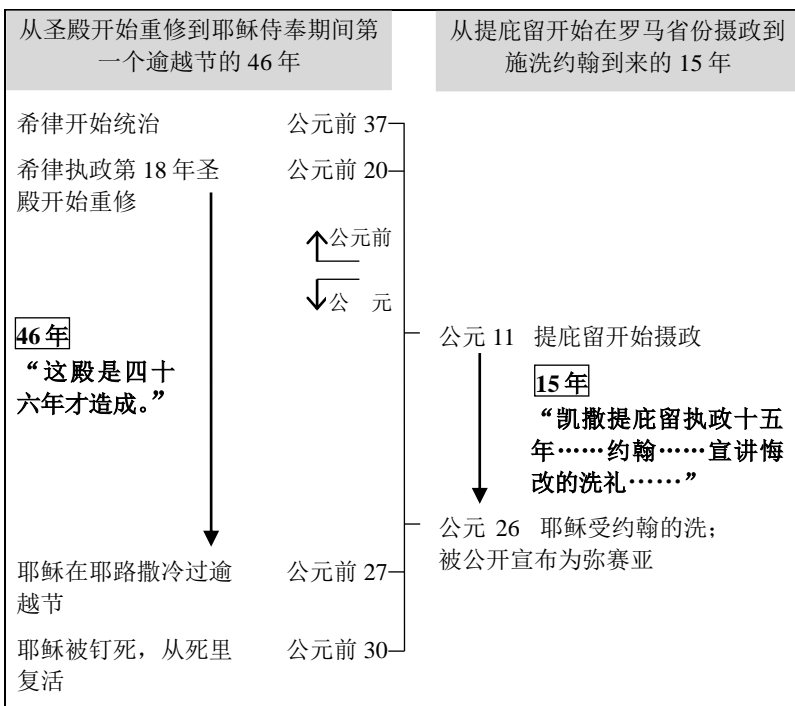 从圣殿开始重修到耶稣侍奉期间第
一个逾越节的 46 年
从提庇留开始在罗马省份摄政到
施洗约翰到来的 15 年
希律开始统治 公元前 37
希律执政第 18 年圣 公元前 20
殿开始重修
公元前
公 元
公元 11 提庇留开始摄政
46 年
“这殿是四十
六年才造成。”
15 年
“凯撒提庇留执政十五
年……约翰……宣讲悔
改的洗礼……”
公元 26 耶稣受约翰的洗；
被公开宣布为弥赛亚
耶稣在耶路撒冷过逾 公元前 27
越节
耶稣被钉死，从死里 公元前 30
复活